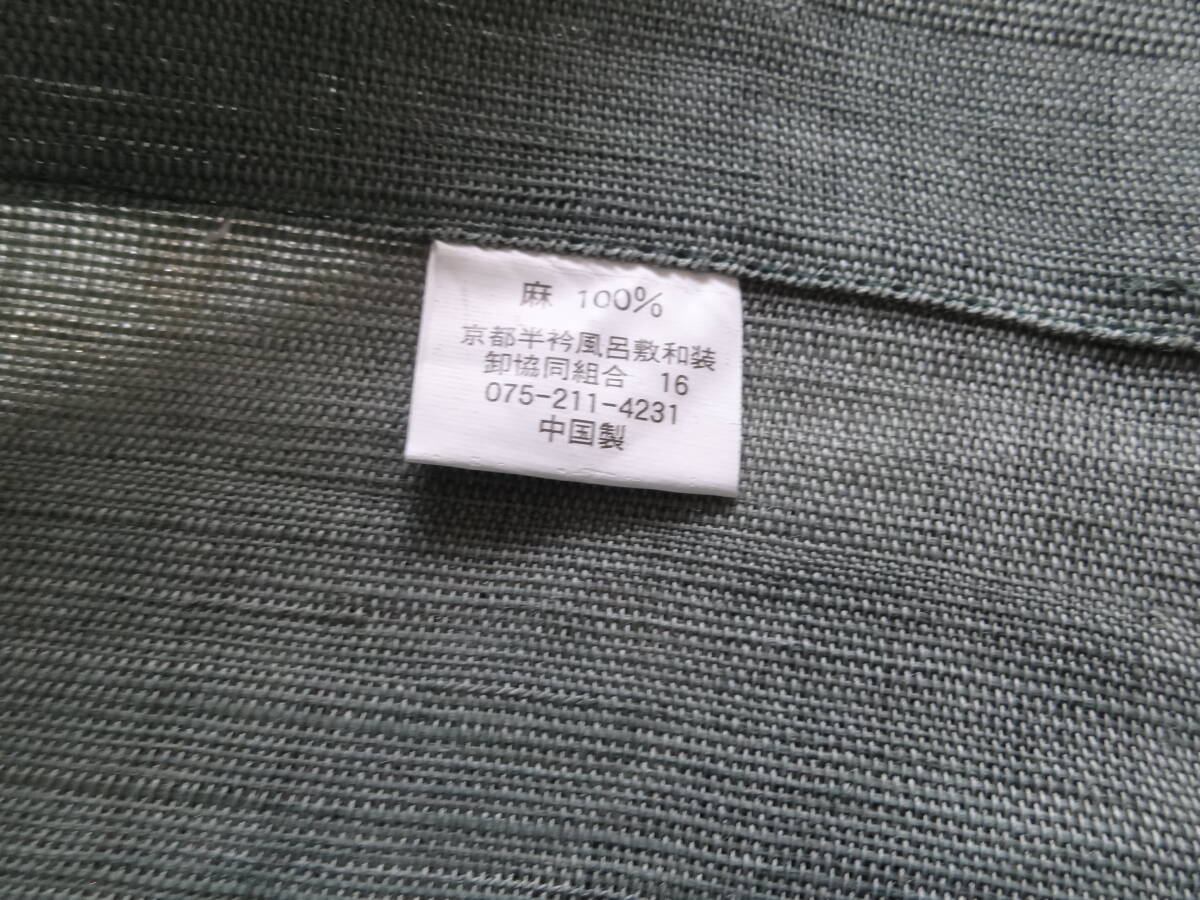 麻 100%
京都半衿風呂敷和装
卸協同組合 16
075-211-4231
中国製